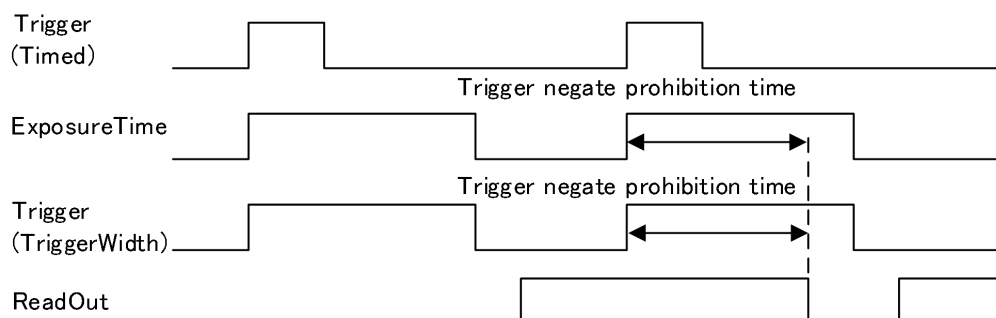 Trigger
(Timed)
Trigger negate prohibition time
ExposureTime
Trigger negate prohibition time
Trigger
(TriggerWidth)
ReadOut